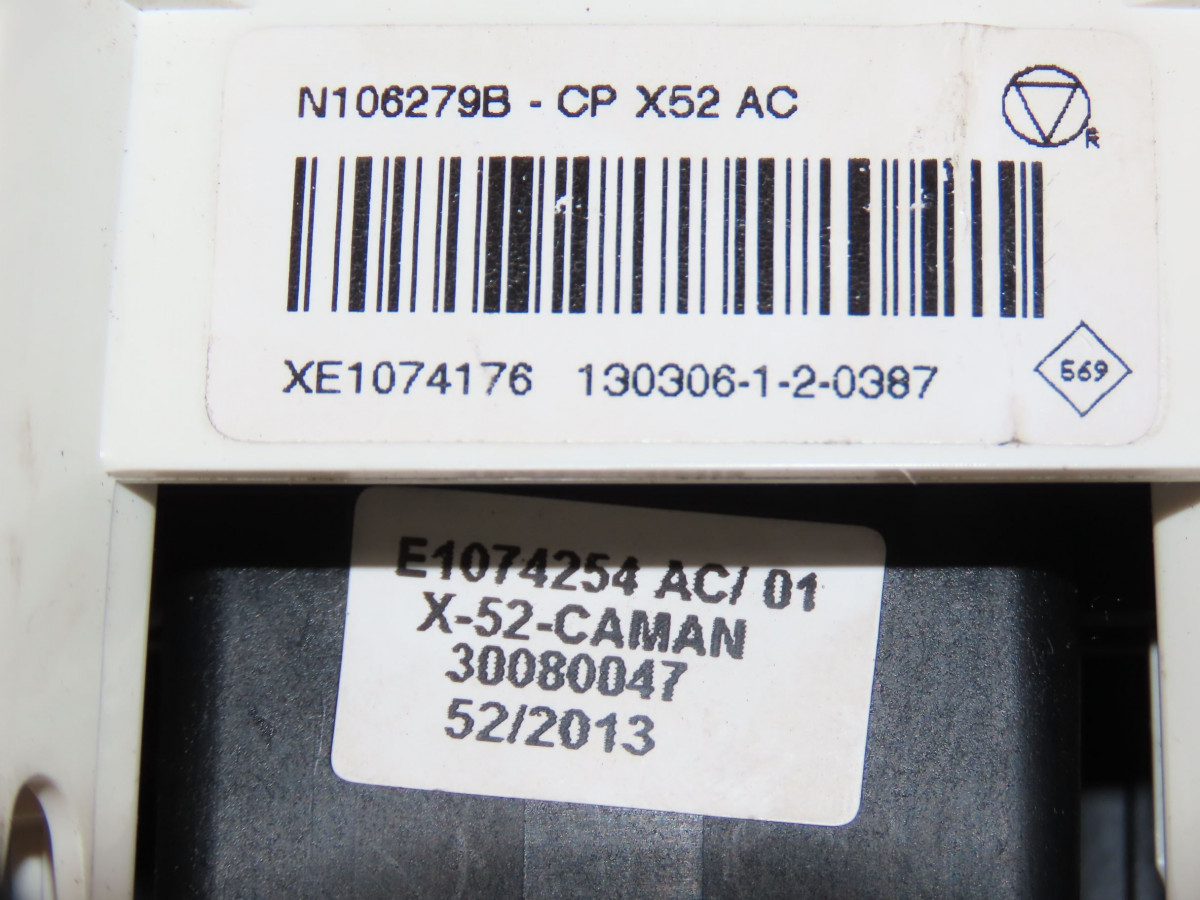 N106279B - CP X52 AC
XE1074176 130306-1-2-0387
569
E1074254 AC/ 01
X-52-CAMAN
30080047
52/2013